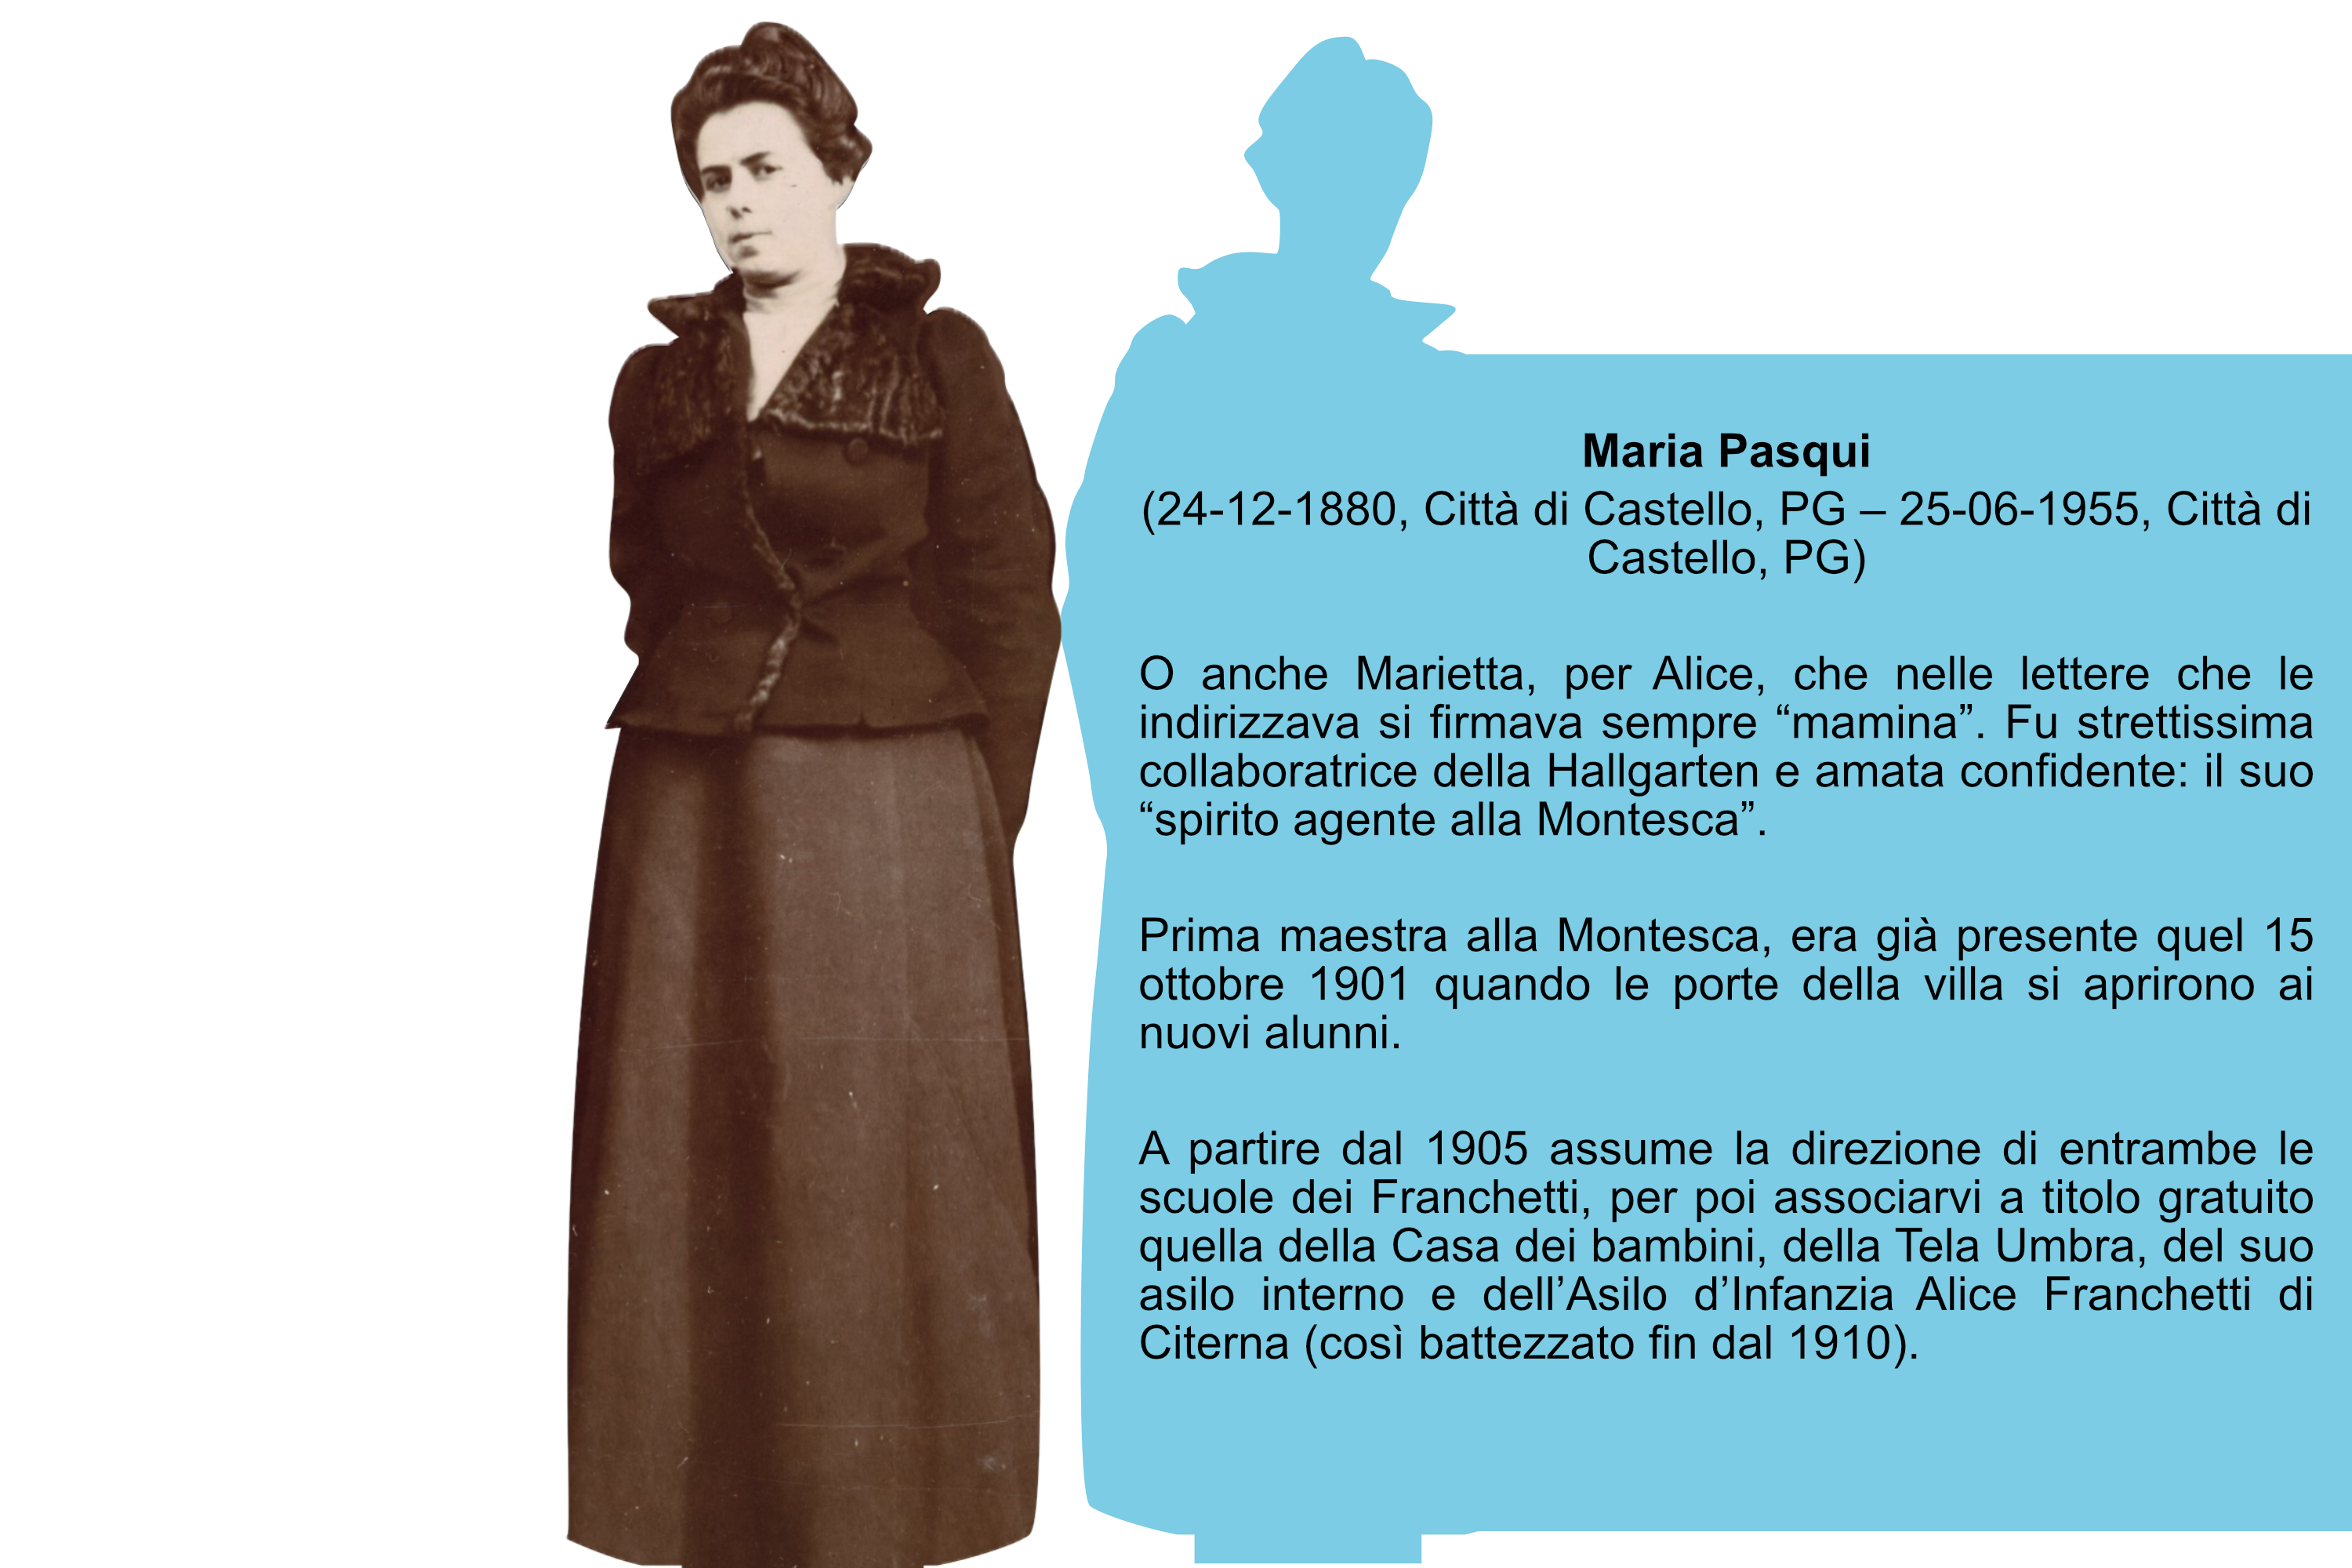 Maria Pasqui
(24-12-1880, Città di Castello, PG – 25-06-1955, Città di
Castello, PG)
O anche Marietta, per Alice, che nelle lettere che le
indirizzava si firmava sempre “mamina”. Fu strettissima
collaboratrice della Hallgarten e amata confidente: il suo
“spirito agente alla Montesca”.
Prima maestra alla Montesca, era già presente quel 15
ottobre 1901 quando le porte della villa si aprirono ai
nuovi alunni.
A partire dal 1905 assume la direzione di entrambe le
scuole dei Franchetti, per poi associarvi a titolo gratuito
quella della Casa dei bambini, della Tela Umbra, del suo
asilo interno e dell’Asilo d’Infanzia Alice Franchetti di
Citerna (così battezzato fin dal 1910).